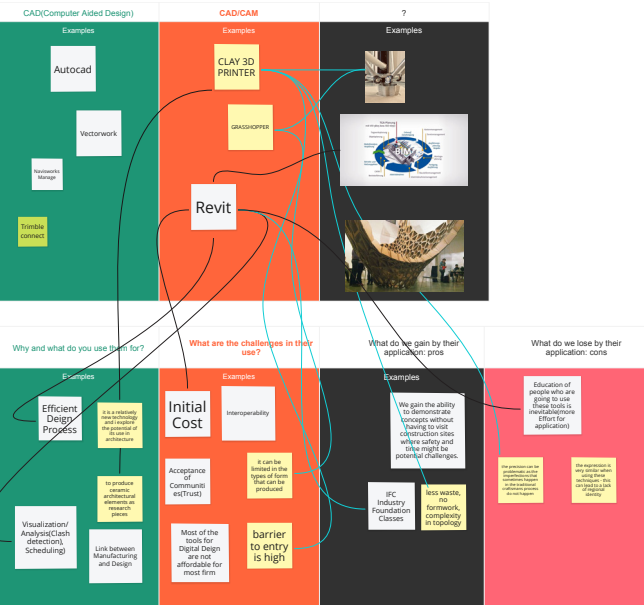 CAD(Computer Aided Design)
CAD/CAM
?
Examples
Examples
Examples
Autocad
Vectorwork
Navisworks
Manage
Trimble
connect
CLAY 3D
PRINTER
GRASSHOPPER
Revit
BIM
Why and what do you use them for?
What are the challenges in their
use?
What do we gain by their
application: pros
What do we lose by their
application: cons
Examples
Examples
Examples
Efficient
Deign
Process
it is a relatively
new technology
and i explore
the potential of
its use in
architecture
to produce
ceramic
architectural
elements as
research
pieces
Visualization/
Analysis(Clash
detection),
Scheduling)
Link between
Manufacturing
and Design
Initial
Cost
Interoperability
Acceptance
of
Communiti
es(Trust)
it can be
limited in the
types of form
that can be
produced
Most of the
tools for
Digital Deign
are not
affordable for
most firm
barrier
to entry
is high
We gain the ability
to demonstrate
concepts without
having to visit
construction sites
where safety and
time might be
potential challenges.
IFC
Industry
Foundation
Classes
less waste,
no
formwork,
complexity
in topology
Education of
people who are
going to use
these tools is
inevitable(more
Effort for
application)
the precision can be
problematic as the
imperfections that
sometimes happen
in the traditional
craftsmans process
do not happen
the expression is
very similar when
using these
techniques - this
can lead to a lack
of regional
identity